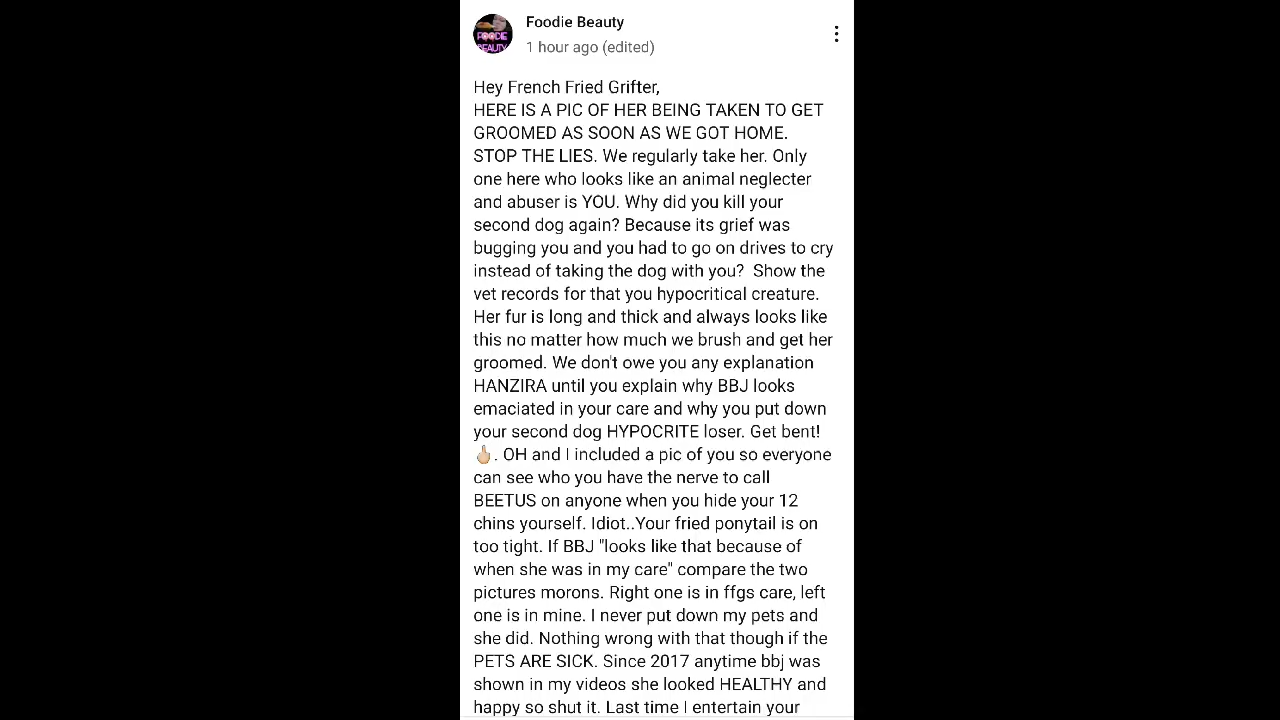 Foodie Beauty
1 hour ago (edited)
FOODIE
BEAUTY
Hey French Fried Grifter,
HERE IS A PIC OF HER BEING TAKEN TO GET
GROOMED AS SOON AS WE GOT HOME.
STOP THE LIES. We regularly take her. Only
one here who looks like an animal neglecter
and abuser is YOU. Why did you kill your
second dog again? Because its grief was
bugging you and you had to go on drives to cry
instead of taking the dog with you?  Show the
vet records for that you hypocritical creature.
Her fur is long and thick and always looks like
this no matter how much we brush and get her
groomed. We don't owe you any explanation
HANZIRA until you explain why BBJ looks
emaciated in your care and why you put down
your second dog HYPOCRITE loser. Get bent!
🖕🏻. OH and I included a pic of you so everyone
can see who you have the nerve to call
BEETUS on anyone when you hide your 12
chins yourself. Idiot..Your fried ponytail is on
too tight. If BBJ "looks like that because of
when she was in my care" compare the two
pictures morons. Right one is in ffgs care, left
one is in mine. I never put down my pets and
she did. Nothing wrong with that though if the
PETS ARE SICK. Since 2017 anytime bbj was
shown in my videos she looked HEALTHY and
happy so shut it. Last time I entertain your